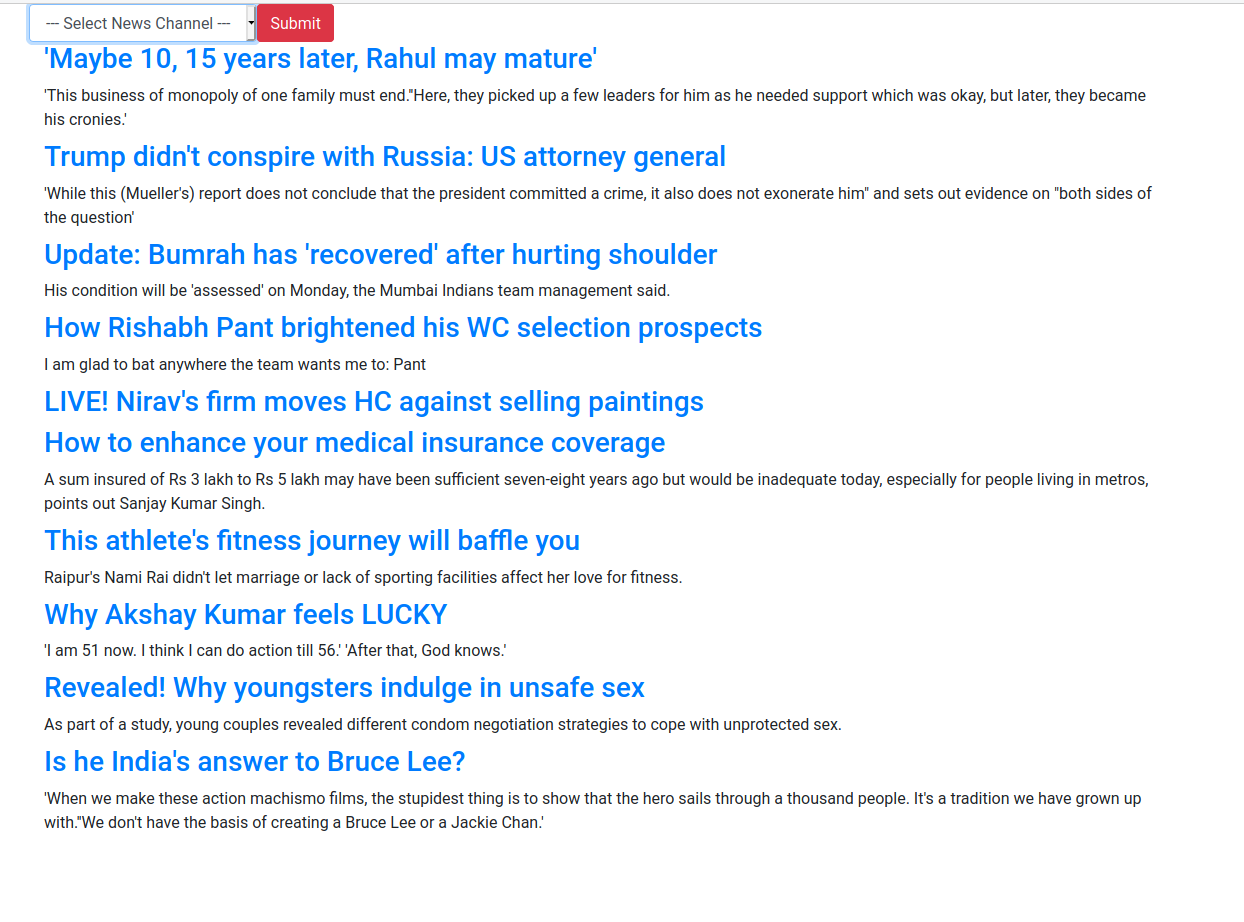 --- Select News Channel --- Submit
'Maybe 10, 15 years later, Rahul may mature'
'This business of monopoly of one family must end.''Here, they picked up a few leaders for him as he needed support which was okay, but later, they became
his cronies.'
Trump didn't conspire with Russia: US attorney general
'While this (Mueller's) report does not conclude that the president committed a crime, it also does not exonerate him" and sets out evidence on "both sides of
the question'
Update: Bumrah has 'recovered' after hurting shoulder
His condition will be 'assessed' on Monday, the Mumbai Indians team management said.
How Rishabh Pant brightened his WC selection prospects
I am glad to bat anywhere the team wants me to: Pant
LIVE! Nirav's firm moves HC against selling paintings
How to enhance your medical insurance coverage
A sum insured of Rs 3 lakh to Rs 5 lakh may have been sufficient seven-eight years ago but would be inadequate today, especially for people living in metros,
points out Sanjay Kumar Singh.
This athlete's fitness journey will baffle you
Raipur's Nami Rai didn't let marriage or lack of sporting facilities affect her love for fitness.
Why Akshay Kumar feels LUCKY
'I am 51 now. I think I can do action till 56.' 'After that, God knows.'
Revealed! Why youngsters indulge in unsafe sex
As part of a study, young couples revealed different condom negotiation strategies to cope with unprotected sex.
Is he India's answer to Bruce Lee?
'When we make these action machismo films, the stupidest thing is to show that the hero sails through a thousand people. It's a tradition we have grown up
with.''We don't have the basis of creating a Bruce Lee or a Jackie Chan.'